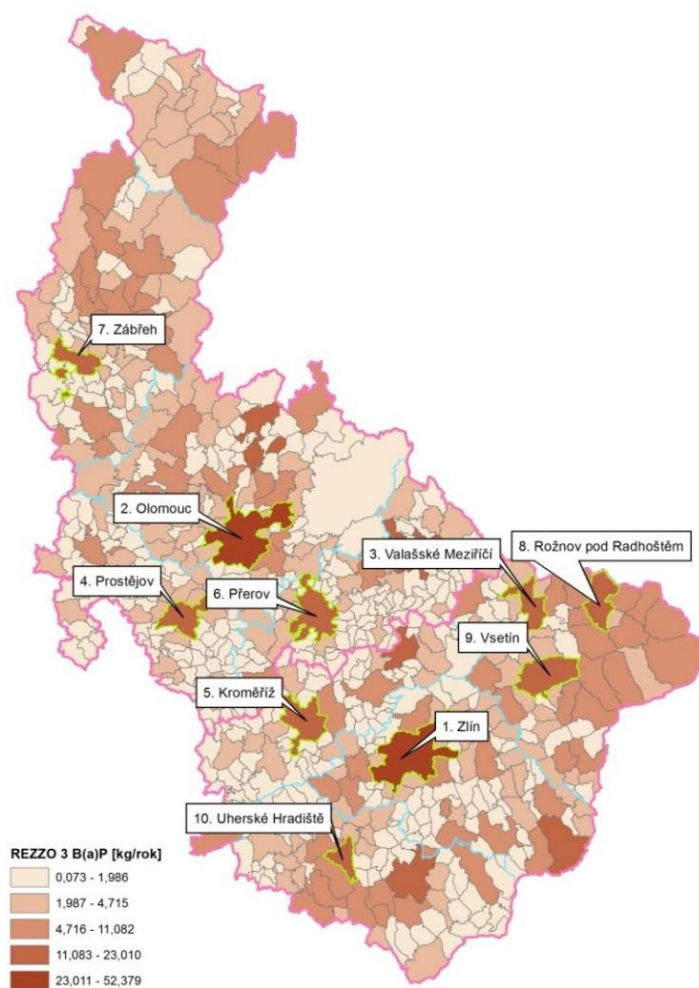 7. Zábřeh
2. Olomouc
3. Valašské Meziříčí
8. Rožnov pod Radhoštěm
4. Prostějov
6. Přerov
9. Vsetín
5. Kroměříž
1. Zlín
10. Uherské Hradiště
REZZO 3 B(a)P [kg/rok]
0,073 - 1,986
1,987 - 4,715
4,716 - 11,082
11,083 - 23,010
23,011 - 52,379